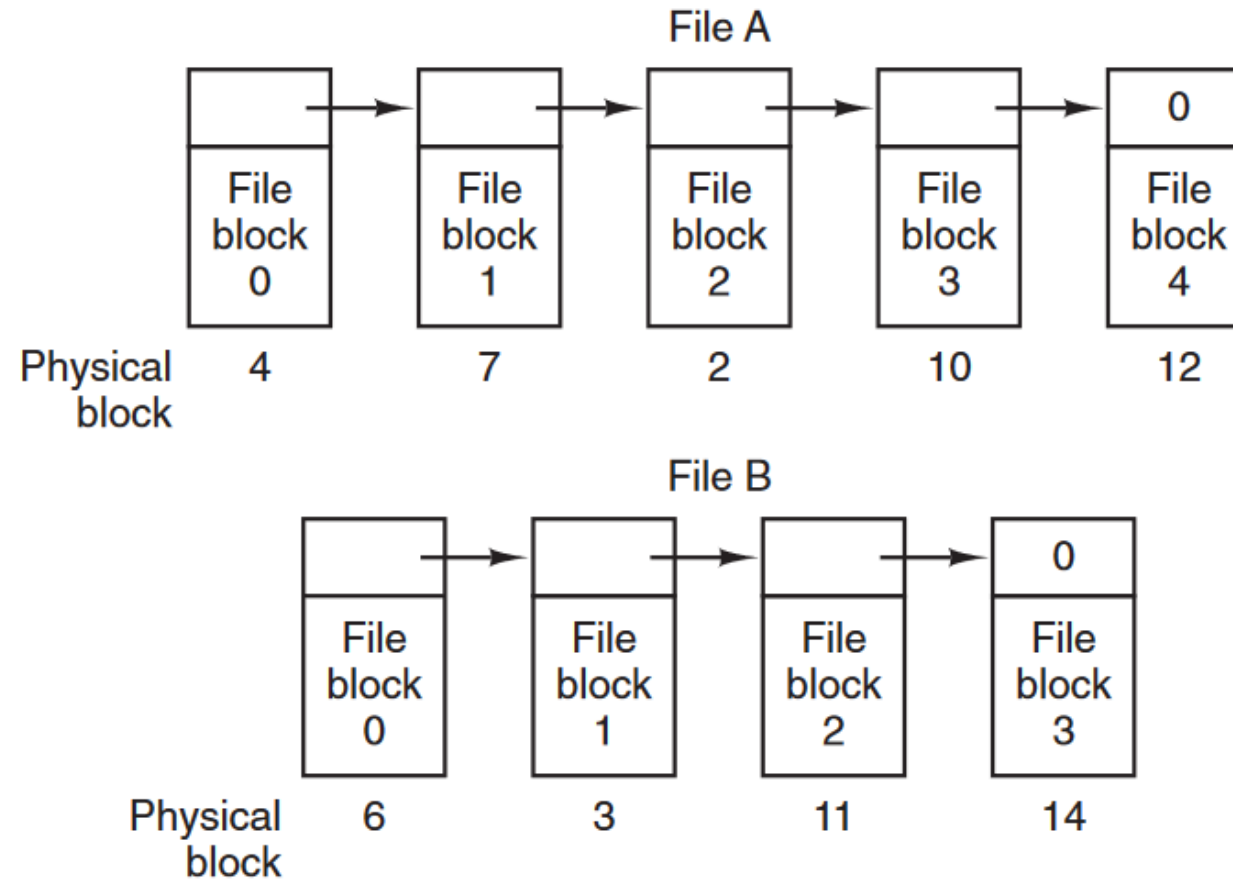 File A
0
File File File File File
block block block block block
0 1 2 3 4
Physical 4 7 2 10 12
block
File B
0
File File File File
block block block block
0 1 2 3
Physical 6 3 11 14
block